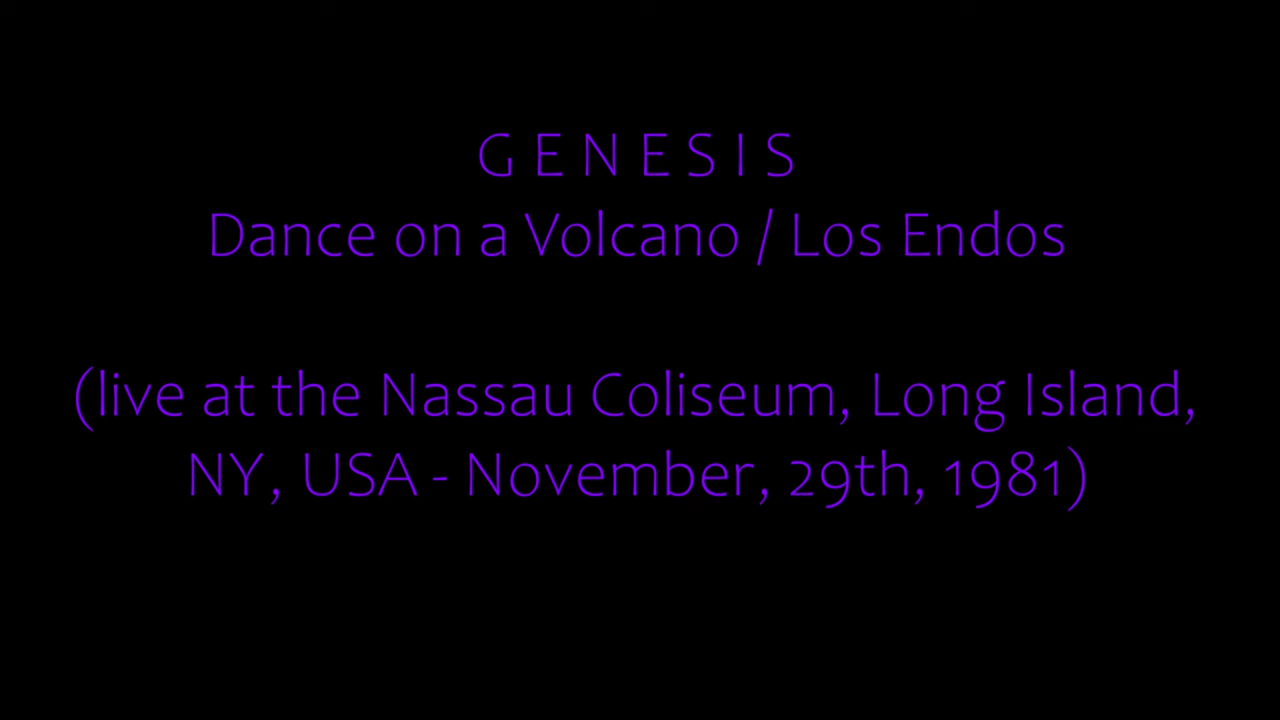 G E N E S I S
Dance on a Volcano / Los Endos
(live at the Nassau Coliseum, Long Island,
NY, USA - November, 29th, 1981)